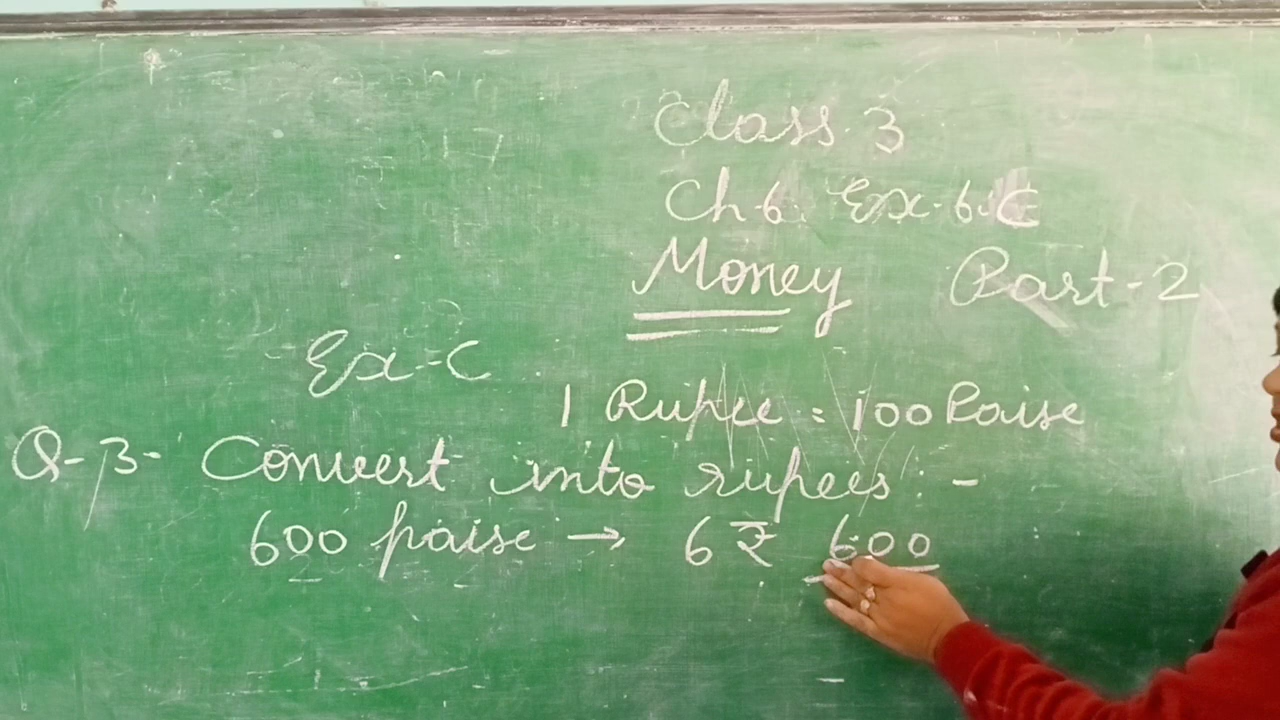 Class 3
Ch-6. Ex-6.C
Money Part-2
Ex-C
1 Rupee = 100 Paise
Q-3- Convert into rupees :-
600 paise → 6 ₹ 600